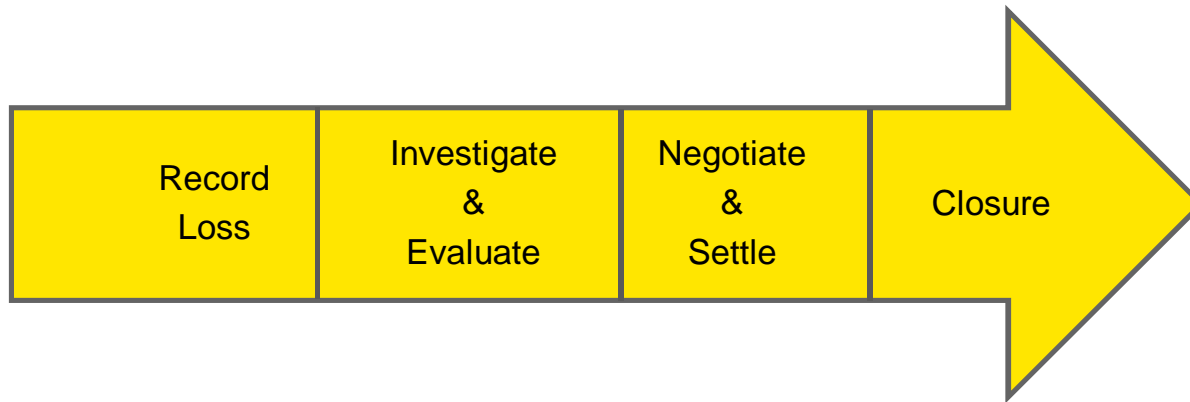 Record
Loss
Investigate
&
Evaluate
Negotiate
&
Settle
Closure